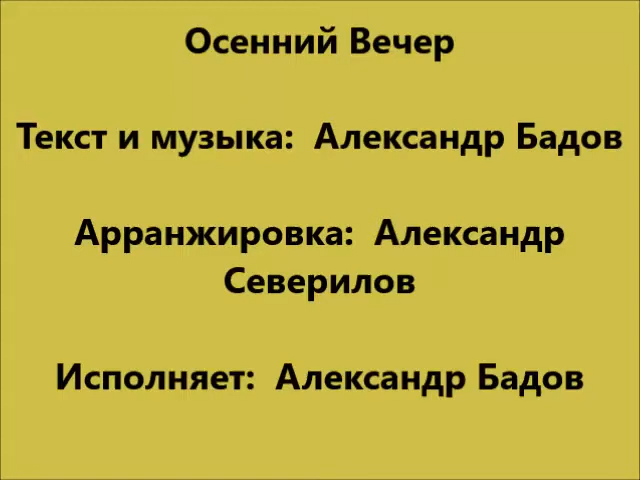 Осенний Вечер
Текст и музыка:  Александр Бадов
Арранжировка:  Александр
Северилов
Исполняет:  Александр Бадов